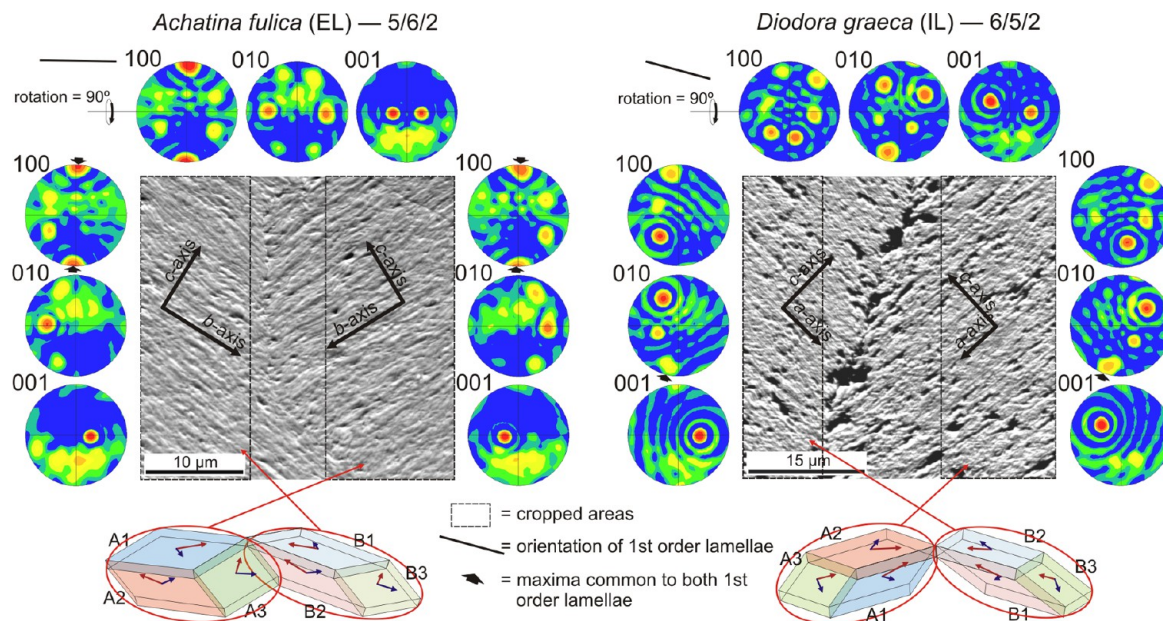 Achatina fulica (EL) — 5/6/2
100
010
001
rotation = 90º
100
010
001
c-axis
b-axis
c-axis
b-axis
10 µm
100
010
001
A1
A2
A3
B1
B2
B3
Diodora graeca (IL) — 6/5/2
100
010
001
rotation = 90º
100
010
001
c-axis
a-axis
c-axis
a-axis
15 µm
100
010
001
A2
A3
A1
B2
B3
B1
= cropped areas
= orientation of 1st order lamellae
= maxima common to both 1st
order lamellae